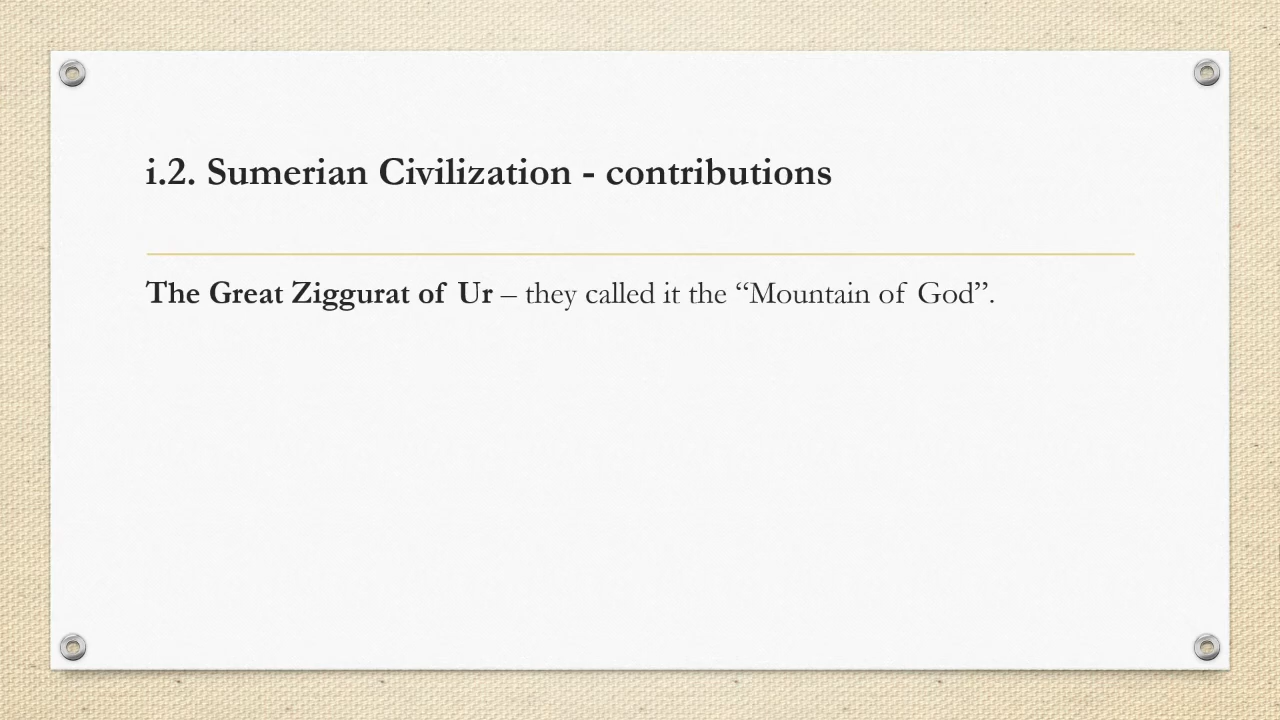 i.2. Sumerian Civilization - contributions
The Great Ziggurat of Ur – they called it the “Mountain of God”.